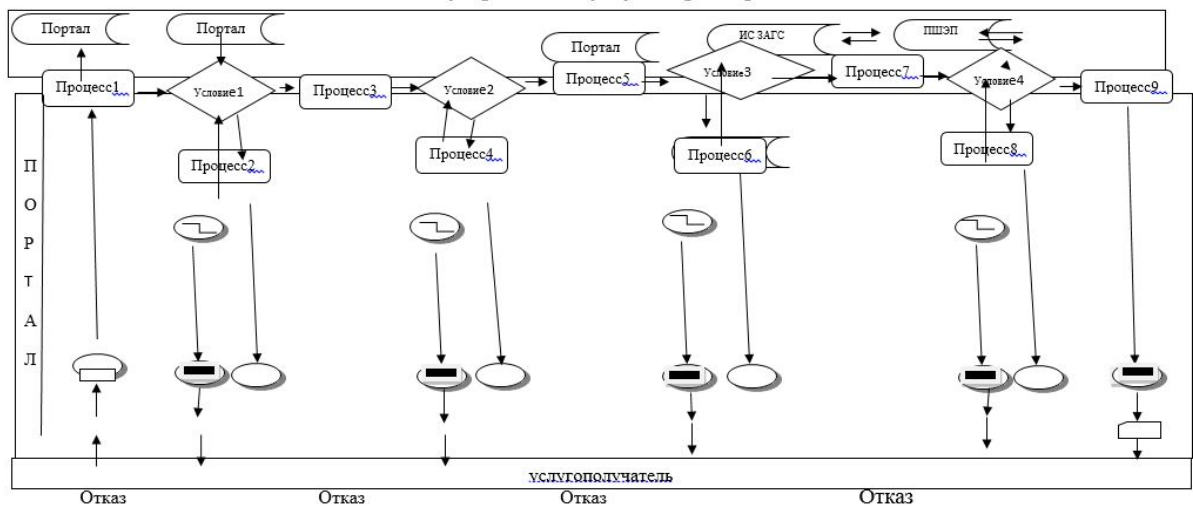 Портал
Портал
ИС ЗАГС
ПШЭП
Портал
Процесс1
Условие1
Процесс3
Условие2
Процесс5
Условие3
Процесс7
Условие4
Процесс9
Процесс2
Процесс4
Процесс6
Процесс8
П
О
Р
Т
А
Л
услугополучатель
Отказ Отказ Отказ Отказ